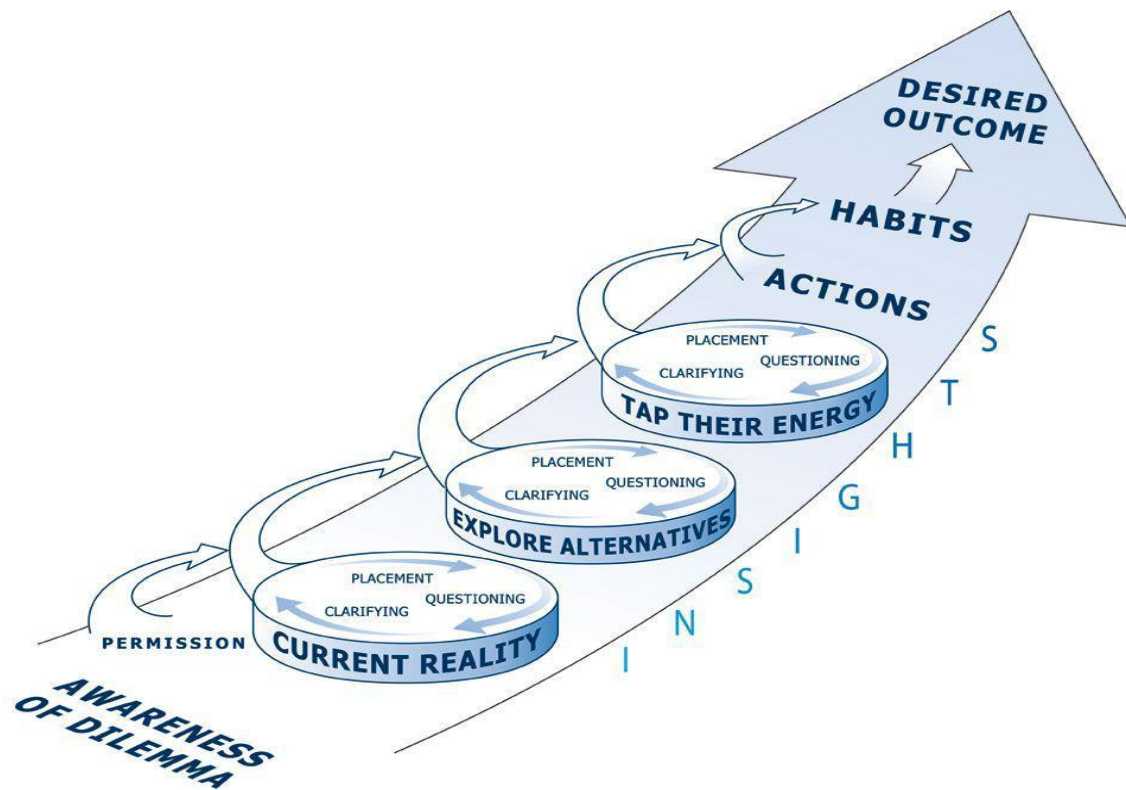 DESIRED
OUTCOME
HABITS
ACTIONS
PLACEMENT
QUESTIONING
CLARIFYING
TAP THEIR ENERGY
PLACEMENT
QUESTIONING
CLARIFYING
EXPLORE ALTERNATIVES
PLACEMENT
QUESTIONING
CLARIFYING
CURRENT REALITY
PERMISSION
AWARENESS
OF DILEMMA
INSIGHTS